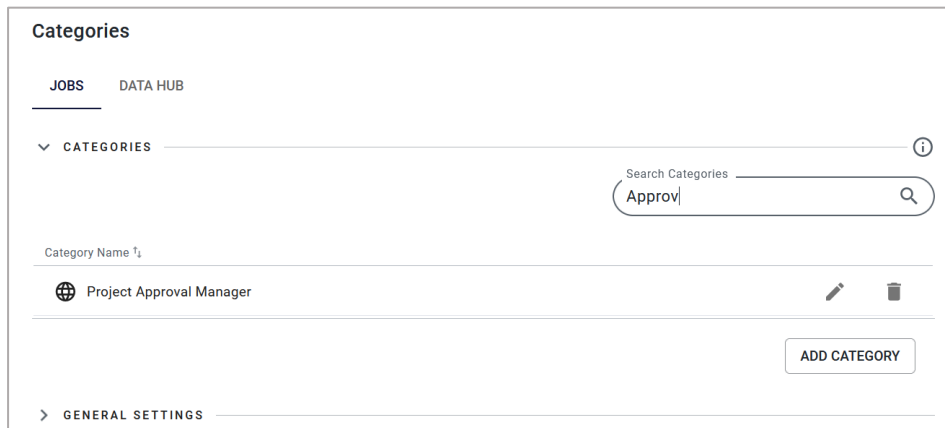 Categories
JOBS DATA HUB
CATEGORIES
Search Categories
Approv
Category Name
Project Approval Manager
ADD CATEGORY
GENERAL SETTINGS